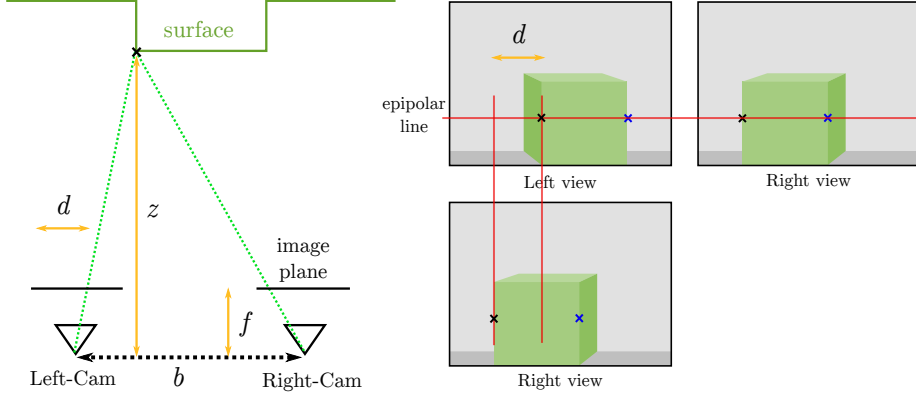 surface
d
z
image
plane
f
b
Left-Cam
Right-Cam
d
epipolar
line
Left view
Right view
Right view